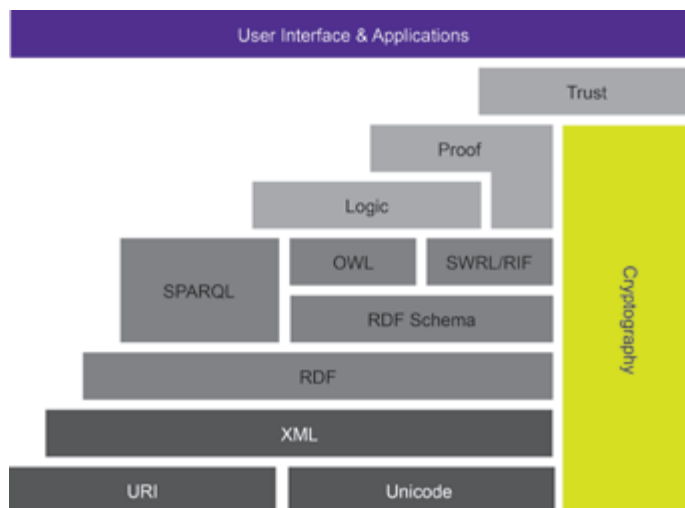 User Interface & Applications
Trust
Proof
Logic
SPARQL
OWL
SWRL/RIF
RDF Schema
RDF
XML
URI
Unicode
Cryptography